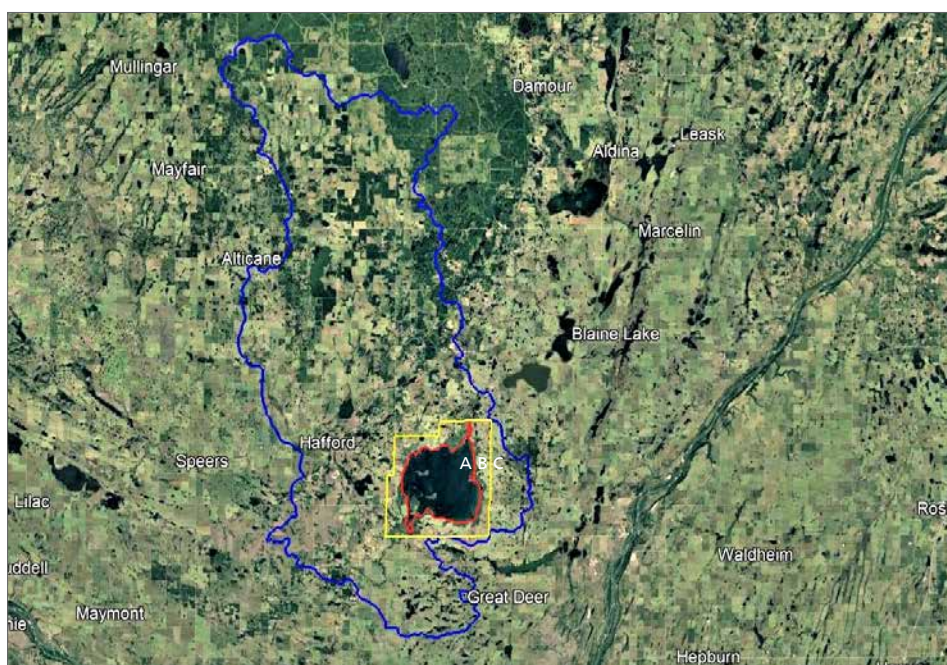 Mullingar
Damour
Leask
Aldina
Mayfair
Marcelin
Alticane
Blaine Lake
Hafford
Speers
A B C
Lilac
Ros
Waldheim
uddell
Great Deer
Maymont
nie
Hepburn